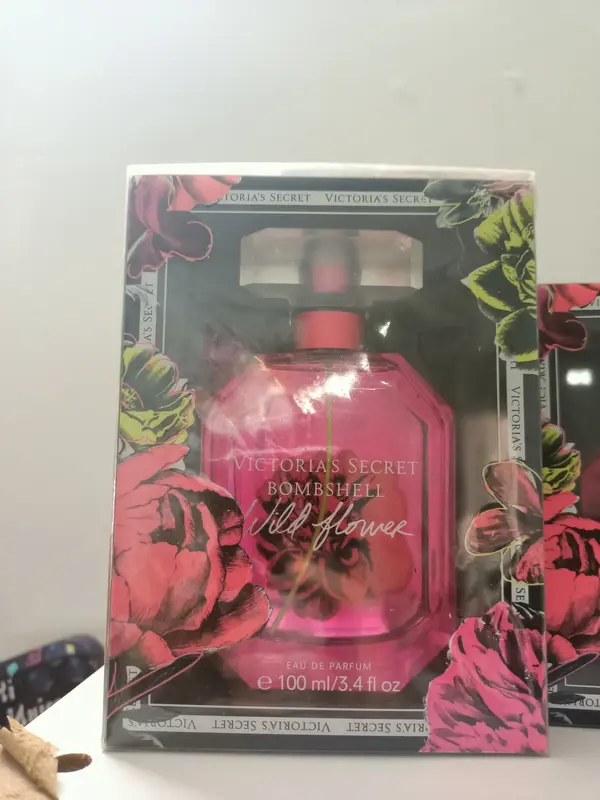 VICTORIA'S SECRET
VICTORIA'S SECRET
BOMBSHELL
Wild flower
EAU DE PARFUM
e 100 ml/3.4 fl oz
VICTORIA'S SECRET
VICTORIA'S SECRET
VICTORIA'S